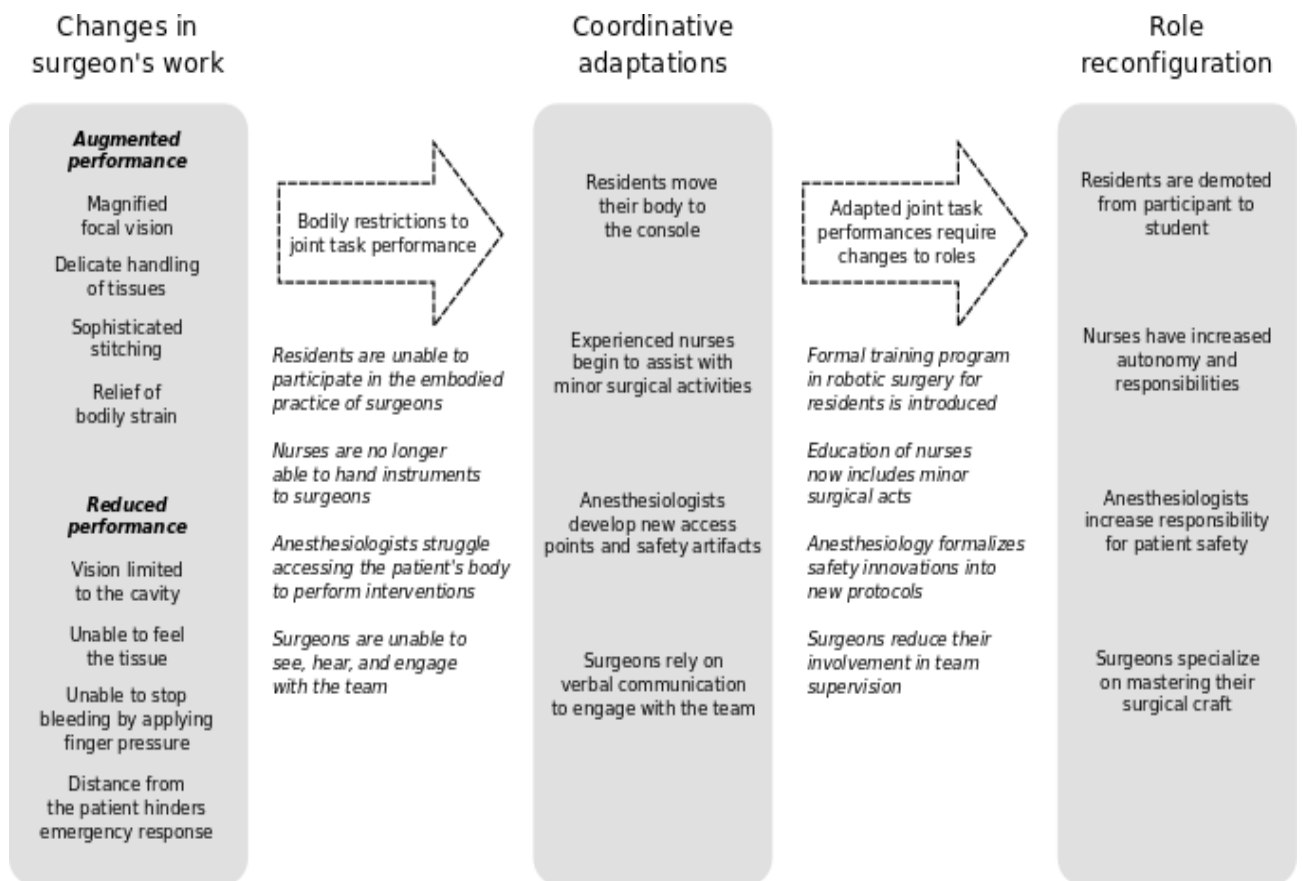 Changes in
surgeon's work
Augmented
performance
Magnified
focal vision
Delicate handling
of tissues
Sophisticated
stitching
Relief of
bodily strain
Reduced
performance
Vision limited
to the cavity
Unable to feel
the tissue
Unable to stop
bleeding by applying
finger pressure
Distance from
the patient hinders
emergency response
Bodily restrictions to
joint task performance
Residents are unable to
participate in the embodied
practice of surgeons
Nurses are no longer
able to hand instruments
to surgeons
Anesthesiologists struggle
accessing the patient's body
to perform interventions
Surgeons are unable to
see, hear, and engage
with the team
Coordinative
adaptations
Residents move
their body to
the console
Experienced nurses
begin to assist with
minor surgical activities
Anesthesiologists
develop new access
points and safety artifacts
Surgeons rely on
verbal communication
to engage with the team
Adapted joint task
performances require
changes to roles
Formal training program
in robotic surgery for
residents is introduced
Education of nurses
now includes minor
surgical acts
Anesthesiology formalizes
safety innovations into
new protocols
Surgeons reduce their
involvement in team
supervision
Role
reconfiguration
Residents are demoted
from participant to
student
Nurses have increased
autonomy and
responsibilities
Anesthesiologists
increase responsibility
for patient safety
Surgeons specialize
on mastering their
surgical craft